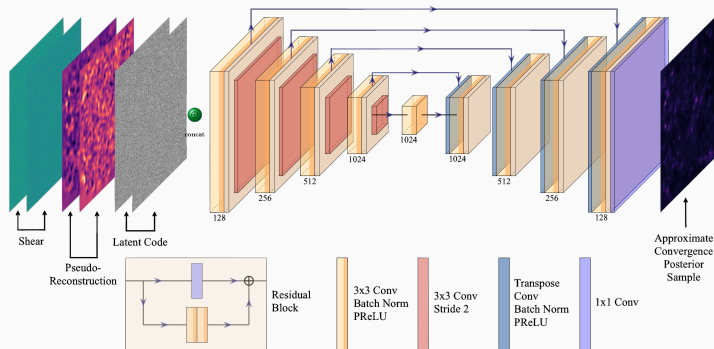 concat.
128
256
512
1024
1024
1024
512
256
128
Shear
Pseudo-
Reconstruction
Latent Code
Approximate
Convergence
Posterior
Sample
Residual
Block
3x3 Conv
Batch Norm
PReLU
3x3 Conv
Stride 2
Transpose
Conv
Batch Norm
PReLU
1x1 Conv